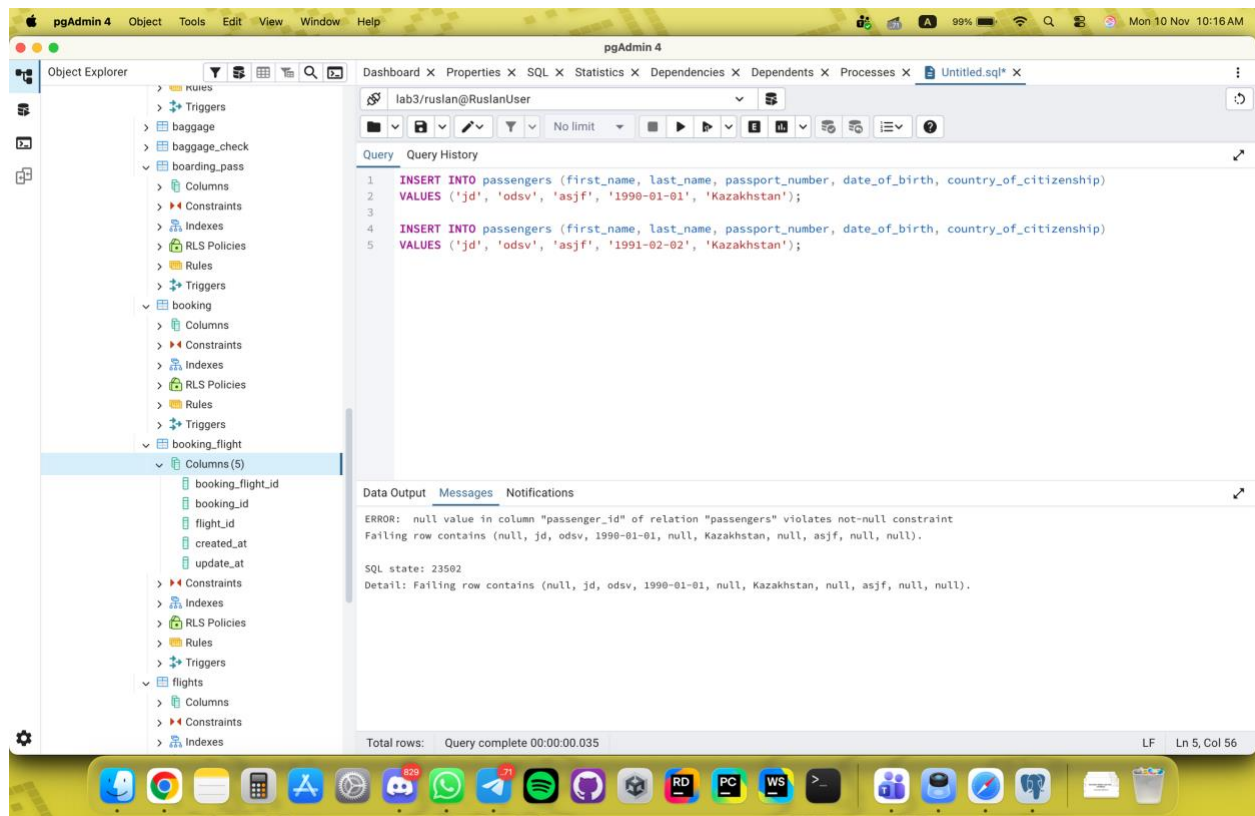 pgAdmin 4 Object Tools Edit View Window Help
A 99% Mon 10 Nov 10:16 AM
pgAdmin 4
Object Explorer
Rules
Triggers
baggage
baggage_check
boarding_pass
Columns
Constraints
Indexes
RLS Policies
Rules
Triggers
booking
Columns
Constraints
Indexes
RLS Policies
Rules
Triggers
booking_flight
Columns (5)
booking_flight_id
booking_id
flight_id
created_at
update_at
Constraints
Indexes
RLS Policies
Rules
Triggers
flights
Columns
Constraints
Indexes
Dashboard X Properties X SQL X Statistics X Dependencies X Dependents X Processes X Untitled.sql* X
lab3/ruslan@RuslanUser
No limit E
Query Query History
1 INSERT INTO passengers (first_name, last_name, passport_number, date_of_birth, country_of_citizenship)
2 VALUES ('jd', 'odsv', 'asjf', '1990-01-01', 'Kazakhstan');
3
4 INSERT INTO passengers (first_name, last_name, passport_number, date_of_birth, country_of_citizenship)
5 VALUES ('jd', 'odsv', 'asjf', '1991-02-02', 'Kazakhstan');
Data Output Messages Notifications
ERROR: null value in column "passenger_id" of relation "passengers" violates not-null constraint
Failing row contains (null, jd, odsv, 1990-01-01, null, Kazakhstan, null, asjf, null, null).
SQL state: 23502
Detail: Failing row contains (null, jd, odsv, 1990-01-01, null, Kazakhstan, null, asjf, null, null).
Total rows: Query complete 00:00:00.035 LF Ln 5, Col 56
829 71
RD PC WS >_